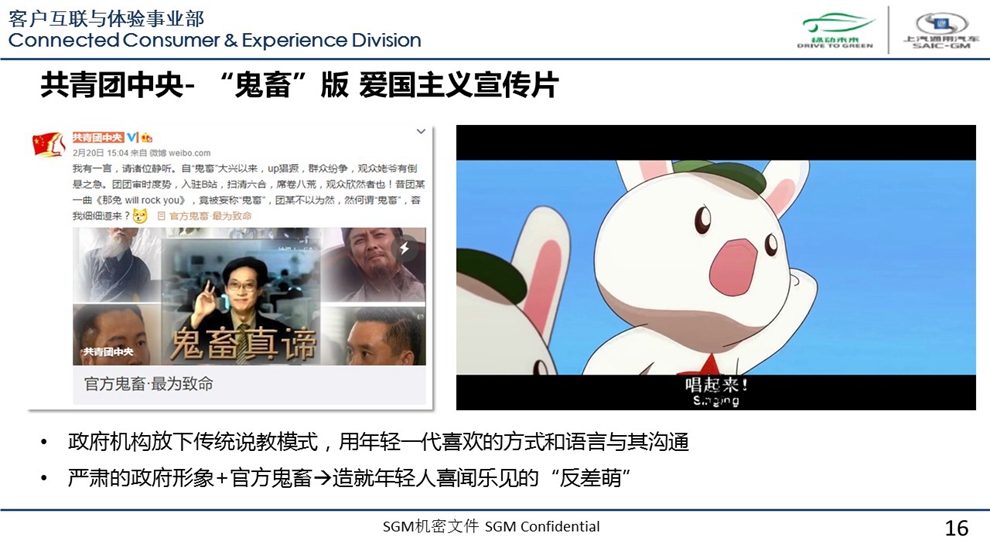 客户互联与体验事业部
Connected Consumer & Experience Division
绿动未来
DRIVE TO GREEN
上汽通用汽车
SAIC-GM
共青团中央- “鬼畜”版 爱国主义宣传片
共青团中央
2月20日 15:04 来自 微博 weibo.com
我有一言，请诸位静听。自“鬼畜”大兴以来，up猖獗，群众纷争，观众姥爷有倒
悬之急。团团审时度势，入驻B站，扫清六合，席卷八荒，观众欣然者也！昔团某
一曲《那兔 will rock you》，竟被妄称“鬼畜”，团某不以为然，然何谓“鬼畜”，容
我细细道来？ 官方鬼畜·最为致命
鬼畜真谛
共青团中央
官方鬼畜·最为致命
唱起来！
Singing
• 政府机构放下传统说教模式，用年轻一代喜欢的方式和语言与其沟通
• 严肃的政府形象+官方鬼畜→造就年轻人喜闻乐见的“反差萌”
SGM机密文件 SGM Confidential
16